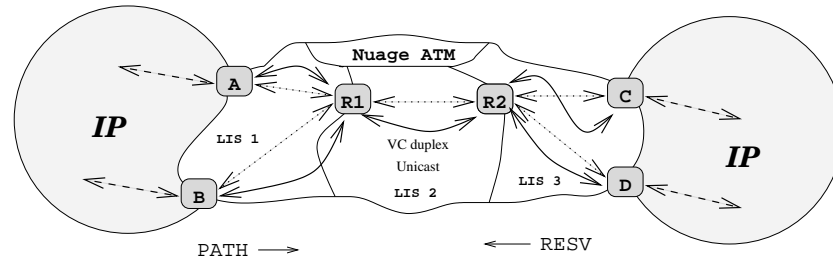 Nuage ATM
A
C
R1
R2
IP
IP
LIS 1
VC duplex
Unicast
LIS 2
LIS 3
B
D
PATH
RESV